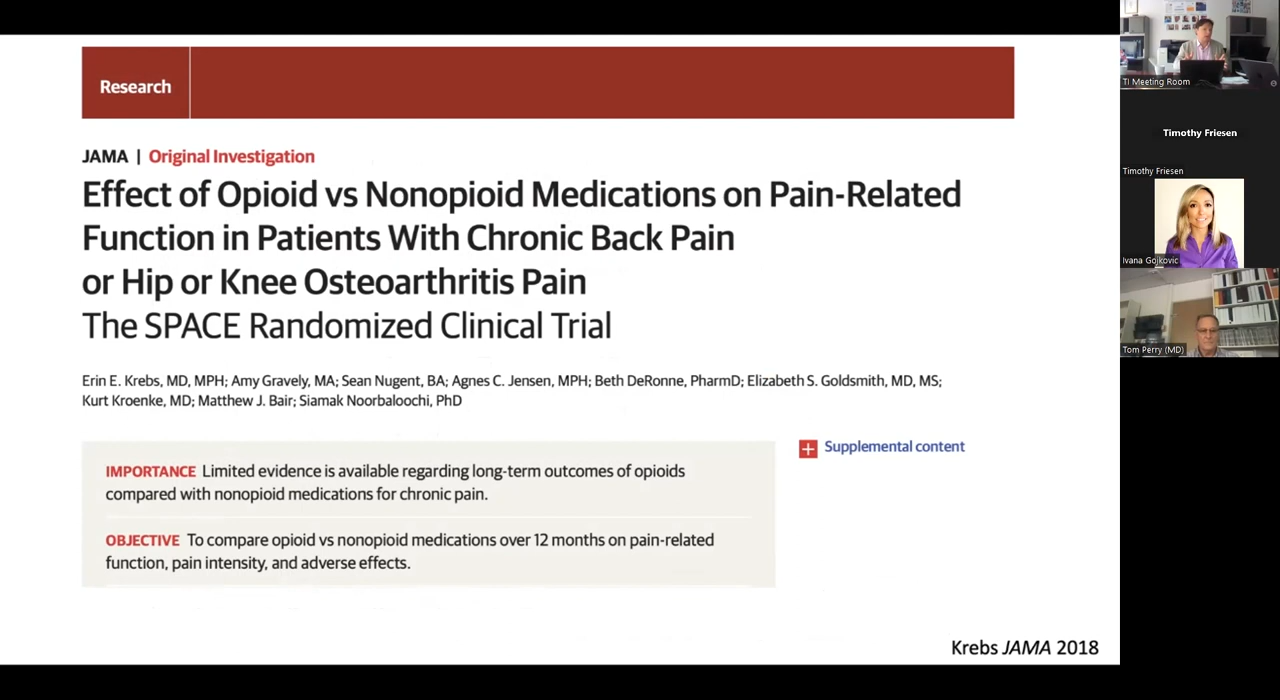 Research
JAMA | Original Investigation
Effect of Opioid vs Nonopioid Medications on Pain-Related
Function in Patients With Chronic Back Pain
or Hip or Knee Osteoarthritis Pain
The SPACE Randomized Clinical Trial
Erin E. Krebs, MD, MPH; Amy Gravely, MA; Sean Nugent, BA; Agnes C. Jensen, MPH; Beth DeRonne, PharmD; Elizabeth S. Goldsmith, MD, MS;
Kurt Kroenke, MD; Matthew J. Bair; Siamak Noorbaloochi, PhD
IMPORTANCE Limited evidence is available regarding long-term outcomes of opioids
compared with nonopioid medications for chronic pain.
OBJECTIVE To compare opioid vs nonopioid medications over 12 months on pain-related
function, pain intensity, and adverse effects.
Supplemental content
Krebs JAMA 2018
TI Meeting Room
Timothy Friesen
Timothy Friesen
Ivana Gojkovic
Tom Perry (MD)